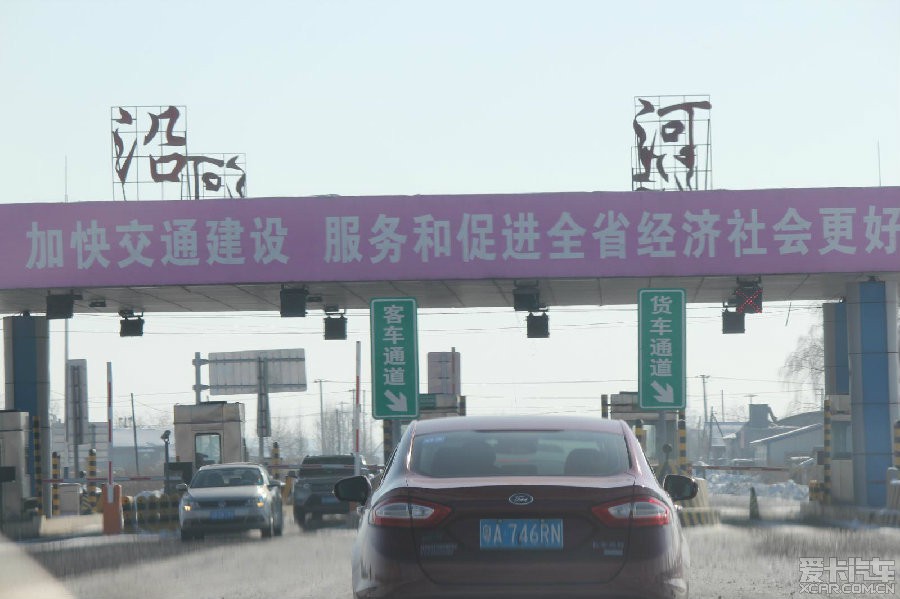 沿河
加快交通建设 服务和促进全省经济社会更好
客车通道
货车通道
Ford
粤A 746RN
爱卡汽车
XCAR.COM.CN